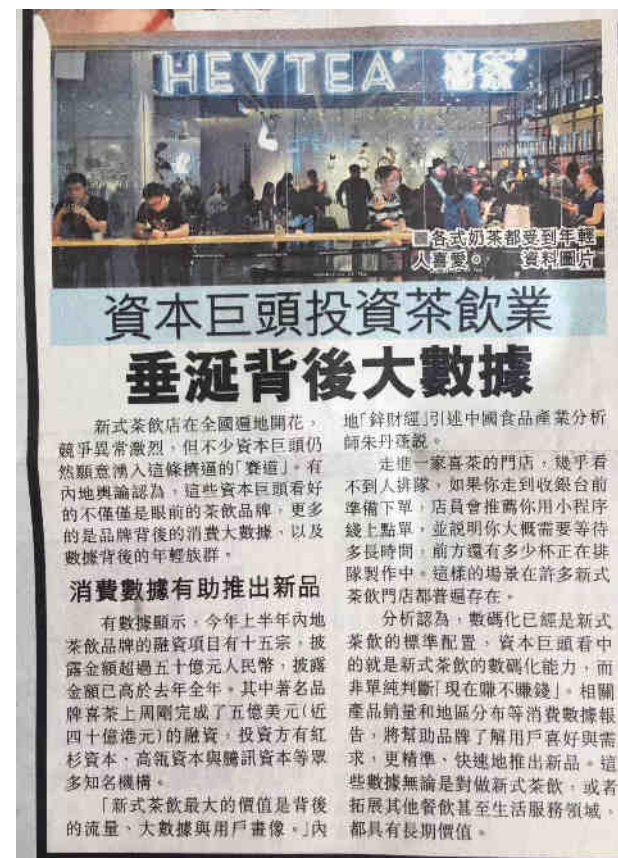 HEYTEA 喜茶
■各式奶茶都受到年輕
人喜愛。 資料圖片
資本巨頭投資茶飲業
垂涎背後大數據
新式茶飲店在全國遍地開花，
競爭異常激烈，但不少資本巨頭仍
然願意湧入這條擠逼的「賽道」。有
內地輿論認為，這些資本巨頭看好
的不僅僅是眼前的茶飲品牌，更多
的是品牌背後的消費大數據，以及
數據背後的年輕族群。
消費數據有助推出新品
有數據顯示，今年上半年內地
茶飲品牌的融資項目有十五宗，披
露金額超過五十億元人民幣，披露
金額已高於去年全年。其中著名品
牌喜茶上周剛完成了五億美元(近
四十億港元)的融資，投資方有紅
杉資本、高瓴資本與騰訊資本等眾
多知名機構。
「新式茶飲最大的價值是背後
的流量、大數據與用戶畫像。」內
地「鋅財經」引述中國食品產業分析
師朱丹蓬說。
走進一家喜茶的門店，幾乎看
不到人排隊，如果你走到收銀台前
準備下單，店員會推薦你用小程序
綫上點單，並說明你大概需要等待
多長時間，前方還有多少杯正在排
隊製作中。這樣的場景在許多新式
茶飲門店都普遍存在。
分析認為，數碼化已經是新式
茶飲的標準配置，資本巨頭看中
的就是新式茶飲的數碼化能力，而
非單純判斷「現在賺不賺錢」。相關
產品銷量和地區分布等消費數據報
告，將幫助品牌了解用戶喜好與需
求，更精準、快速地推出新品。這
些數據無論是對做新式茶飲，或者
拓展其他餐飲甚至生活服務領域，
都具有長期價值。